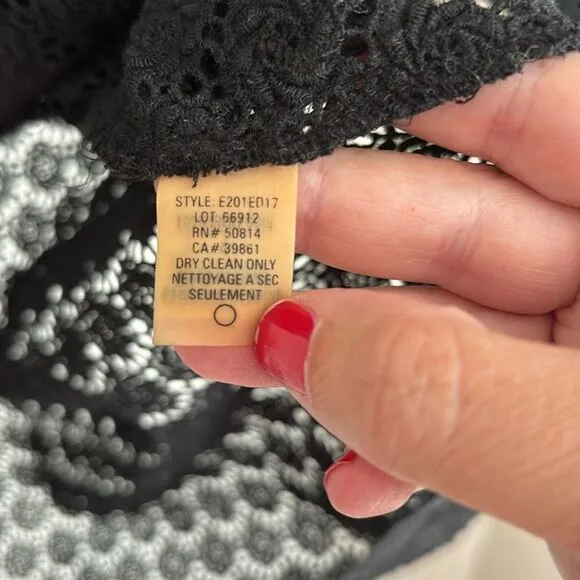 STYLE: E201ED17
LOT: 66912
RN# 50814
CA# 39861
DRY CLEAN ONLY
NETTOYAGE A SEC
SEULEMENT